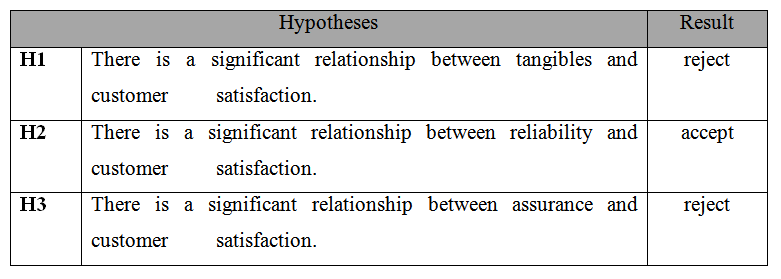 Hypotheses Result
H1 There is a significant relationship between tangibles and reject
customer satisfaction.
H2 There is a significant relationship between reliability and accept
customer satisfaction.
H3 There is a significant relationship between assurance and reject
customer satisfaction.